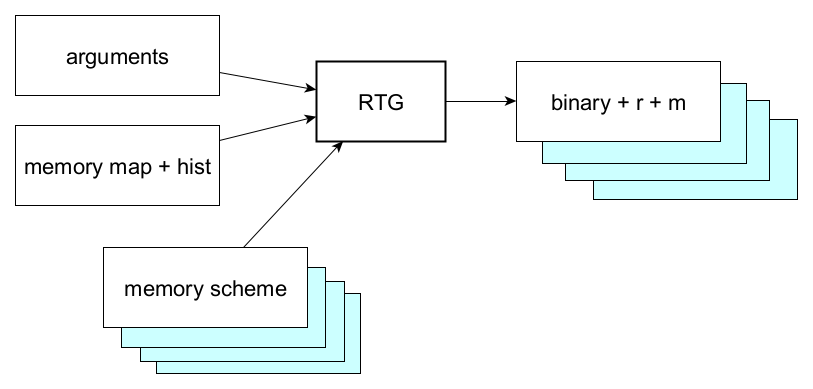 arguments
RTG
binary + r + m
memory map + hist
memory scheme